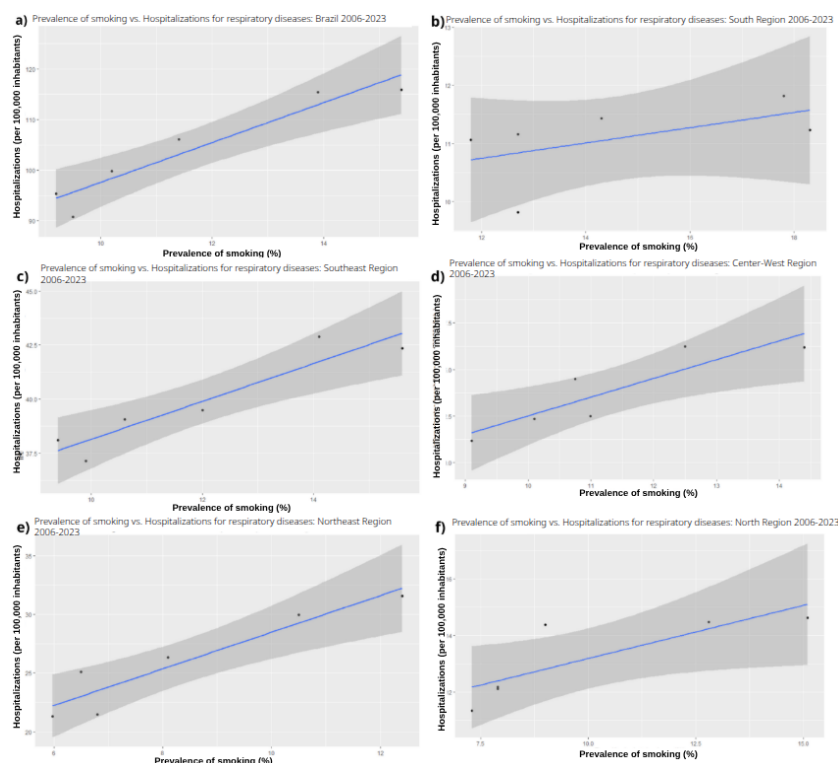 a)
Prevalence of smoking vs. Hospitalizations for respiratory diseases: Brazil 2006-2023
Hospitalizations (per 100,000 inhabitants)
120
110
100
90
10
12
14
Prevalence of smoking (%)
b)
Prevalence of smoking vs. Hospitalizations for respiratory diseases: South Region 2006-2023
Hospitalizations (per 100,000 inhabitants)
13
12
11
10
12
14
16
18
Prevalence of smoking (%)
c)
Prevalence of smoking vs. Hospitalizations for respiratory diseases: Southeast Region
2006-2023
Hospitalizations (per 100,000 inhabitants)
45.0
42.5
40.0
37.5
10
12
14
Prevalence of smoking (%)
d)
Prevalence of smoking vs. Hospitalizations for respiratory diseases: Center-West Region
2006-2023
Hospitalizations (per 100,000 inhabitants)
9
10
11
12
13
14
Prevalence of smoking (%)
e)
Prevalence of smoking vs. Hospitalizations for respiratory diseases: Northeast Region
2006-2023
Hospitalizations (per 100,000 inhabitants)
35
30
25
20
6
8
10
12
Prevalence of smoking (%)
f)
Prevalence of smoking vs. Hospitalizations for respiratory diseases: North Region 2006-2023
Hospitalizations (per 100,000 inhabitants)
16
14
12
7.5
10.0
12.5
15.0
Prevalence of smoking (%)